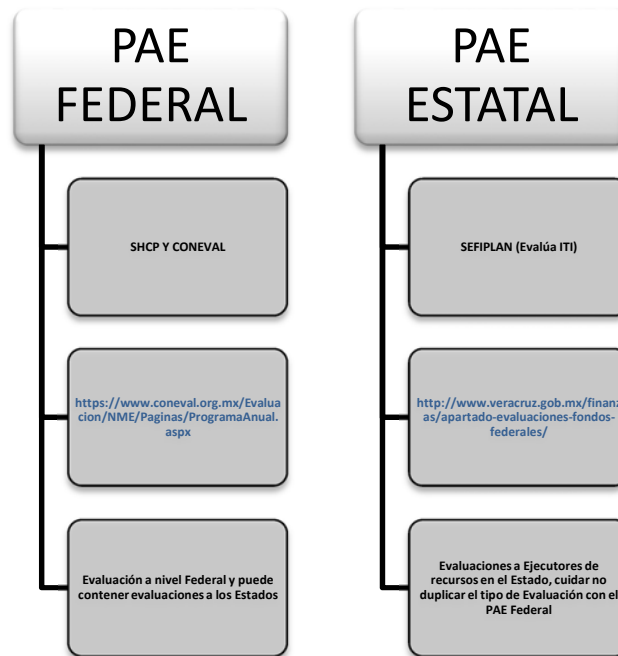 PAE
FEDERAL
SHCP Y CONEVAL
https://www.coneval.org.mx/Evalua
cion/NME/Paginas/ProgramaAnual.
aspx
Evaluación a nivel Federal y puede
contener evaluaciones a los Estados
PAE
ESTATAL
SEFIPLAN (Evalúa ITI)
http://www.veracruz.gob.mx/finanz
as/apartado-evaluaciones-fondos-
federales/
Evaluaciones a Ejecutores de
recursos en el Estado, cuidar no
duplicar el tipo de Evaluación con el
PAE Federal